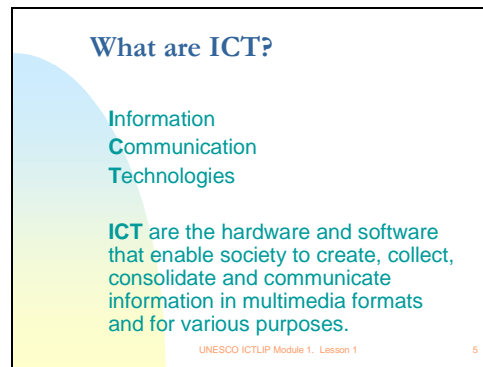 What are ICT?
Information
Communication
Technologies
ICT are the hardware and software
that enable society to create, collect,
consolidate and communicate
information in multimedia formats
and for various purposes.
UNESCO ICTLIP Module 1. Lesson 1 5